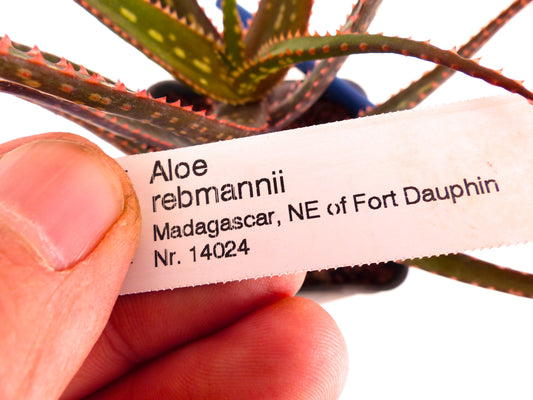 Aloe
rebmannii
Madagascar, NE of Fort Dauphin
Nr. 14024